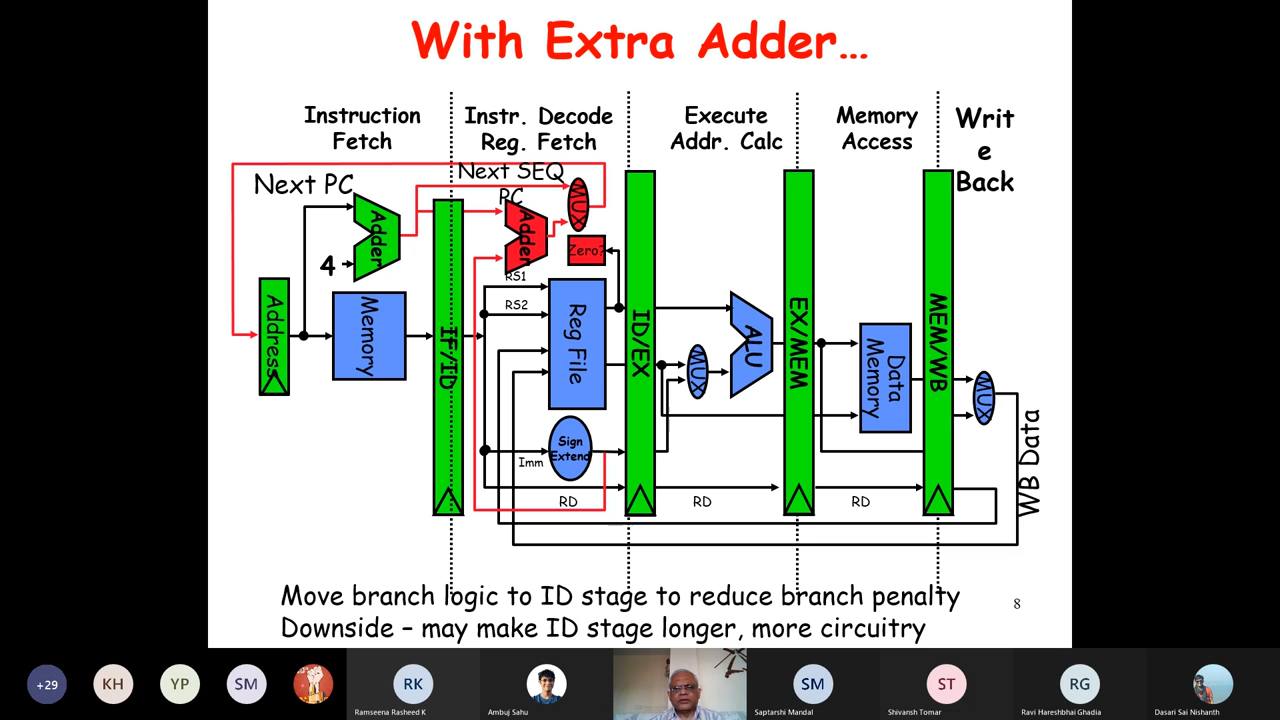 With Extra Adder...
Instruction
Fetch
Instr. Decode
Reg. Fetch
Execute
Addr. Calc
Memory
Access
Writ
e
Back
Next PC
Next SEQ
PC
Adder
4
Adder
MUX
Zero?
RS1
RS2
Address
Memory
IF/ID
Reg File
ID/EX
MUX
ALU
EX/MEM
Data
Memory
MEM/WB
MUX
Sign
Extend
Imm
RD
RD
RD
WB Data
Move branch logic to ID stage to reduce branch penalty
Downside – may make ID stage longer, more circuitry
8
+29
KH
YP
SM
RK
SM
ST
RG
Ramseena Rasheed K
Ambuj Sahu
Saptarshi Mandal
Shivansh Tomar
Ravi Hareshbhai Ghadia
Dasari Sai Nishanth